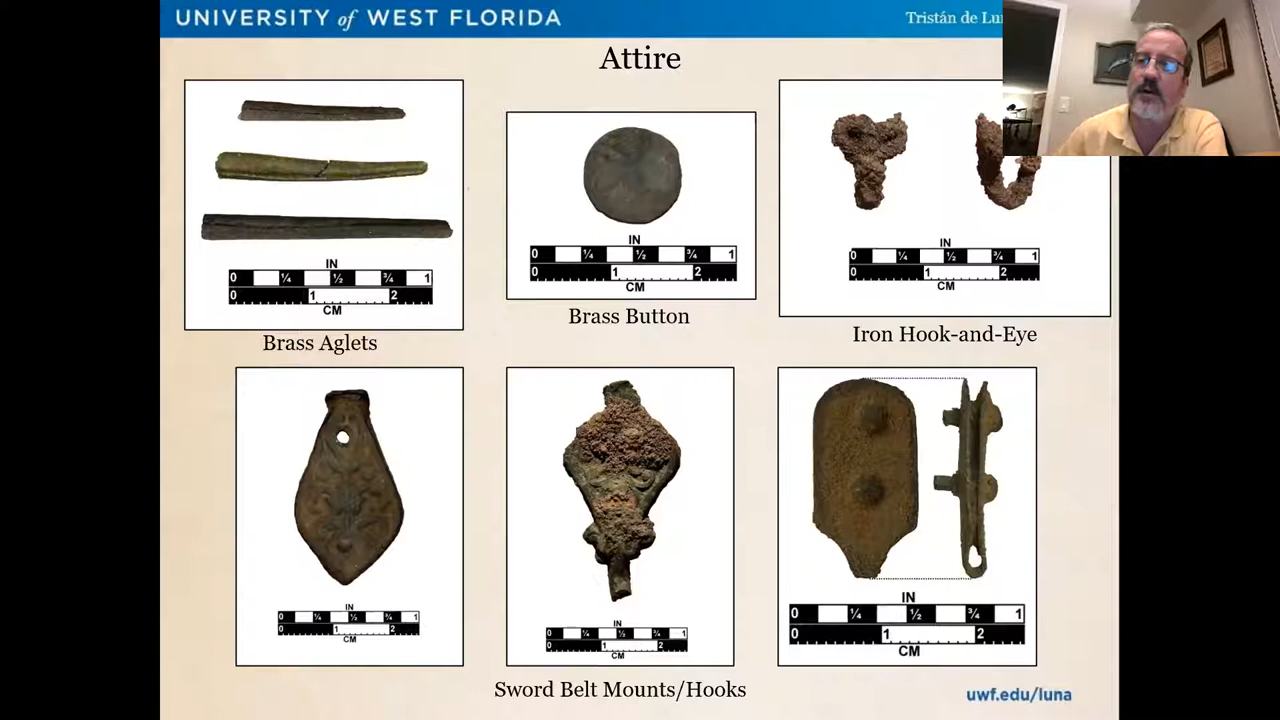 UNIVERSITY of WEST FLORIDA
Tristán de
Attire
IN
0 ¼ ½ ¾ 1
0 1 2
CM
Brass Aglets
IN
0 ¼ ½ ¾ 1
0 1 2
CM
Brass Button
IN
0 ¼ ½ ¾ 1
0 1 2
CM
Iron Hook-and-Eye
IN
0 ¼ ½ ¾ 1
0 1 2
CM
IN
0 ¼ ½ ¾ 1
0 1 2
CM
IN
0 ¼ ½ ¾ 1
0 1 2
CM
Sword Belt Mounts/Hooks
uwf.edu/luna